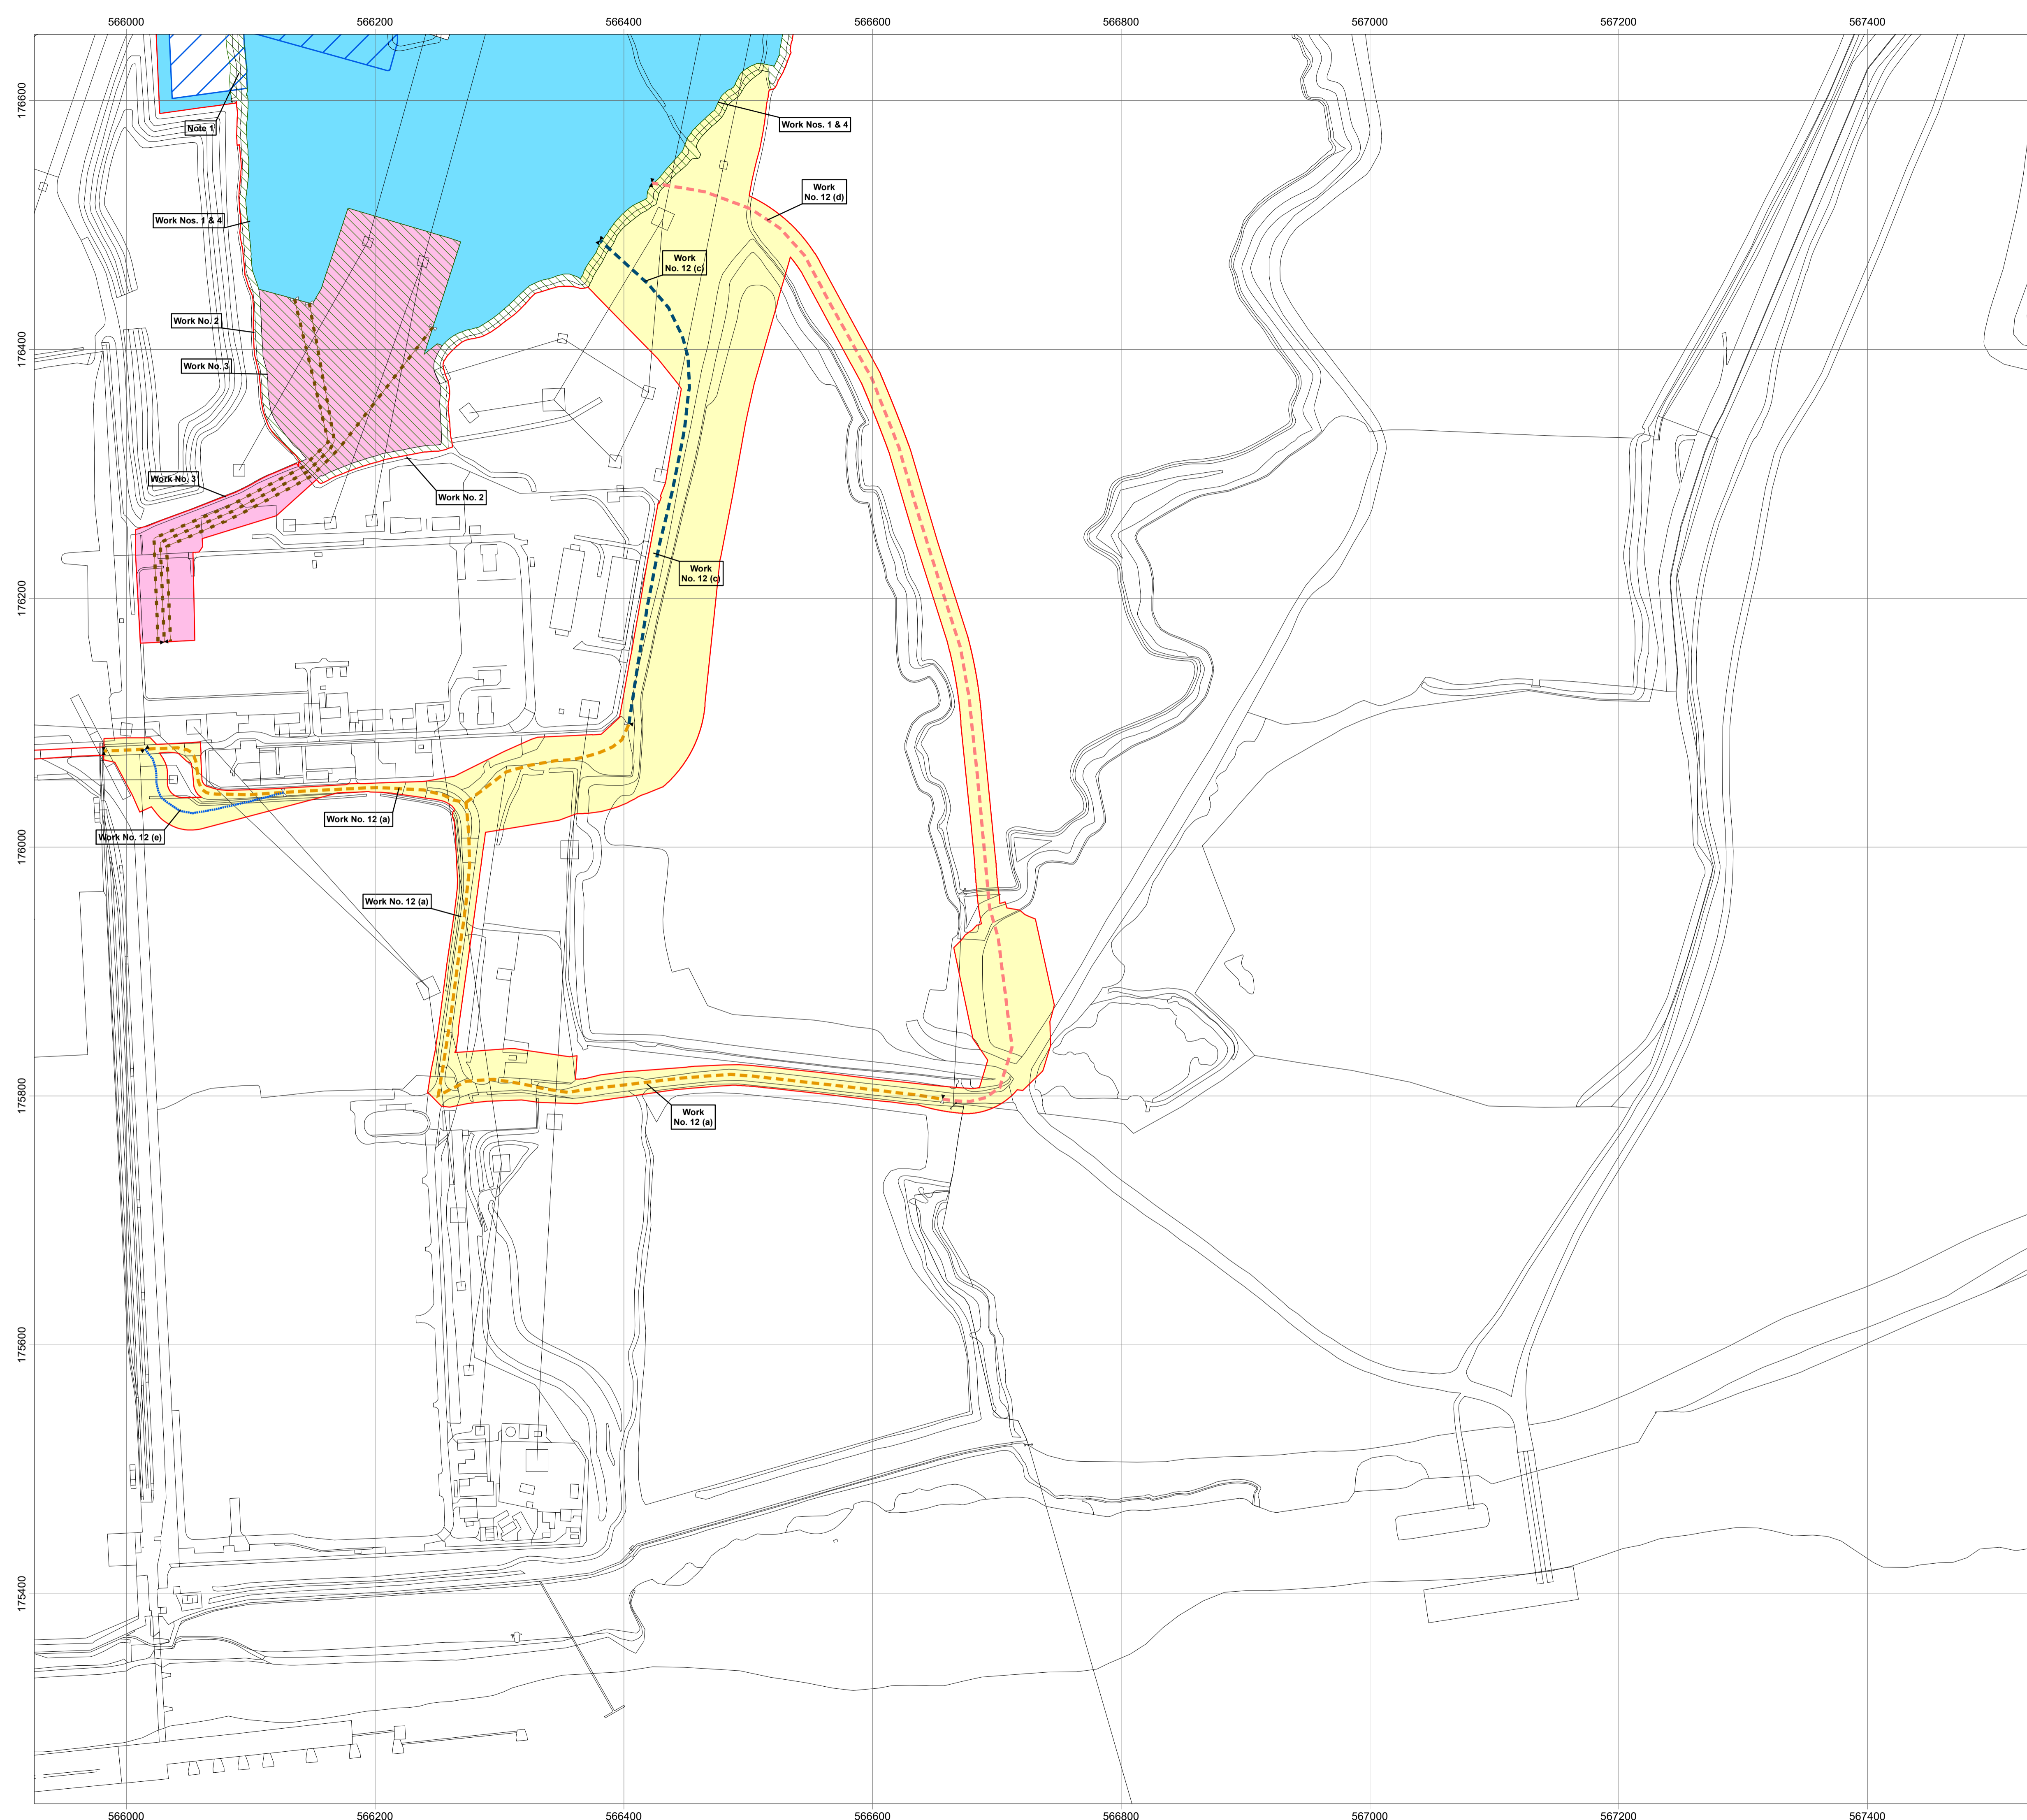 566000 566200 566400 566600 566800 567000 567200 567400
176600
Note 1
Work Nos. 1 & 4
Work
No. 12 (d)
Work Nos. 1 & 4
Work
No. 12 (c)
Work No. 2
176400
Work No. 3
Work No. 3
Work No. 2
Work
No. 12 (c)
176200
Work No. 12 (a)
Work No. 12 (e)
176000
Work No. 12 (a)
175800
Work
No. 12 (a)
175600
175400
566000 566200 566400 566600 566800 567000 567200 567400